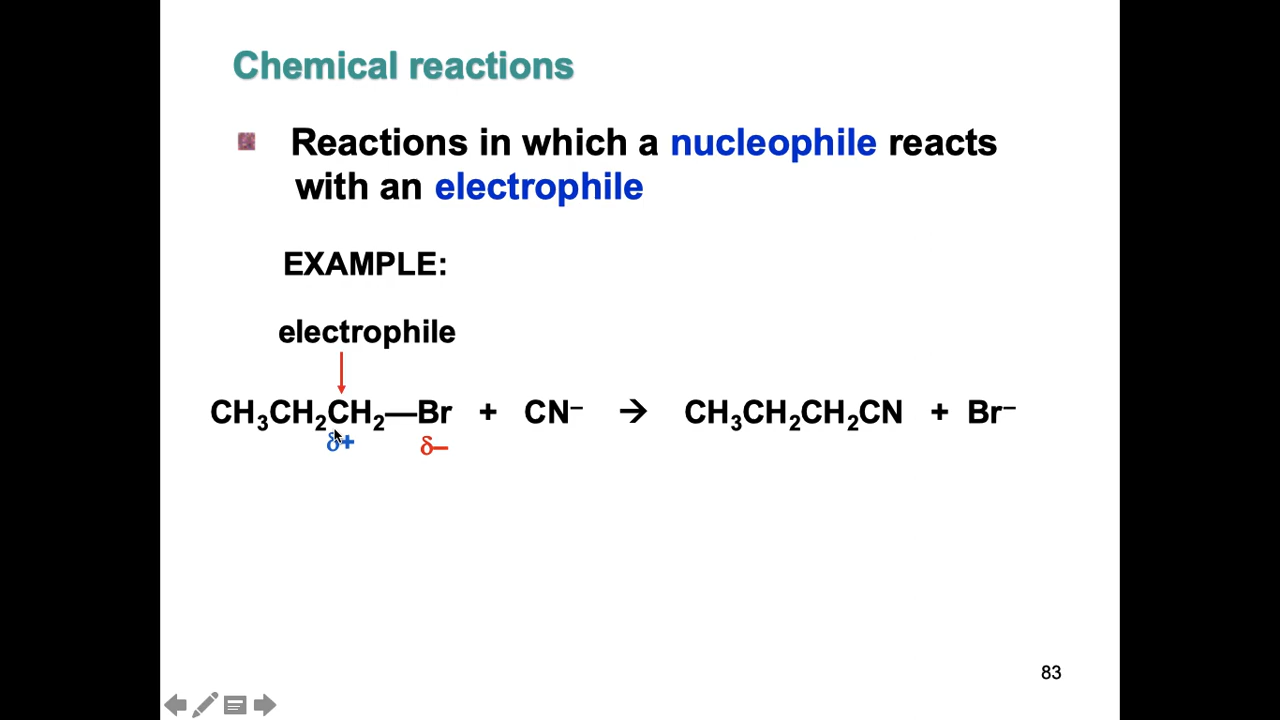 Chemical reactions
Reactions in which a nucleophile reacts
with an electrophile
EXAMPLE:
electrophile
CH₃CH₂CH₂—Br + CN⁻ → CH₃CH₂CH₂CN + Br⁻
δ+ δ–
83